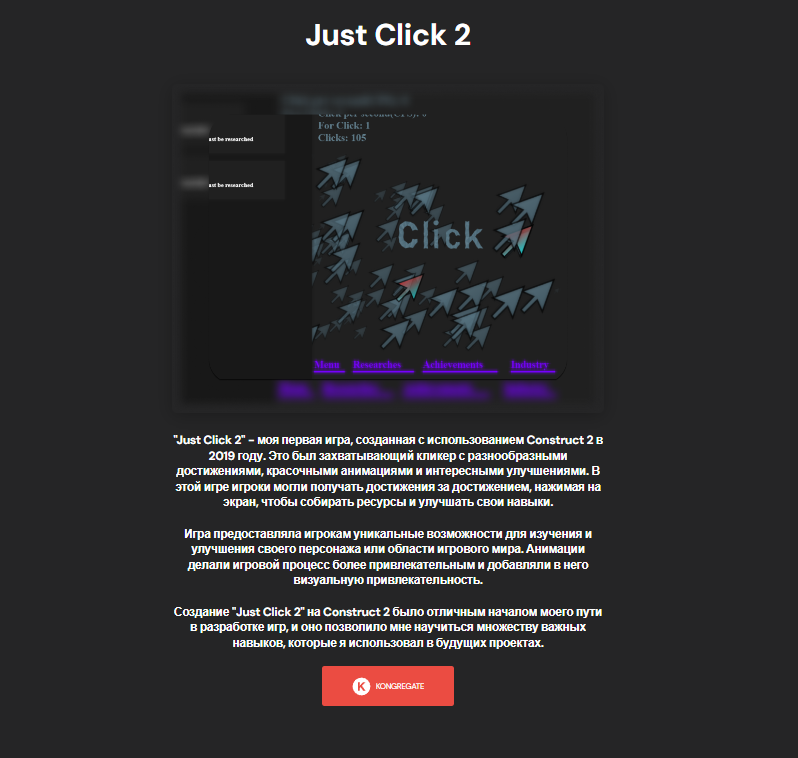 Just Click 2
For Click: 1
Clicks: 105
ust be researched
ust be researched
Click
Menu Researches Achievements Industry
"Just Click 2" - моя первая игра, созданная с использованием Construct 2 в
2019 году. Это был захватывающий кликер с разнообразными
достижениями, красочными анимациями и интересными улучшениями. В
этой игре игроки могли получать достижения за достижением, нажимая на
экран, чтобы собирать ресурсы и улучшать свои навыки.
Игра предоставляла игрокам уникальные возможности для изучения и
улучшения своего персонажа или области игрового мира. Анимации
делали игровой процесс более привлекательным и добавляли в него
визуальную привлекательность.
Создание "Just Click 2" на Construct 2 было отличным началом моего пути
в разработке игр, и оно позволило мне научиться множеству важных
навыков, которые я использовал в будущих проектах.
K KONGREGATE